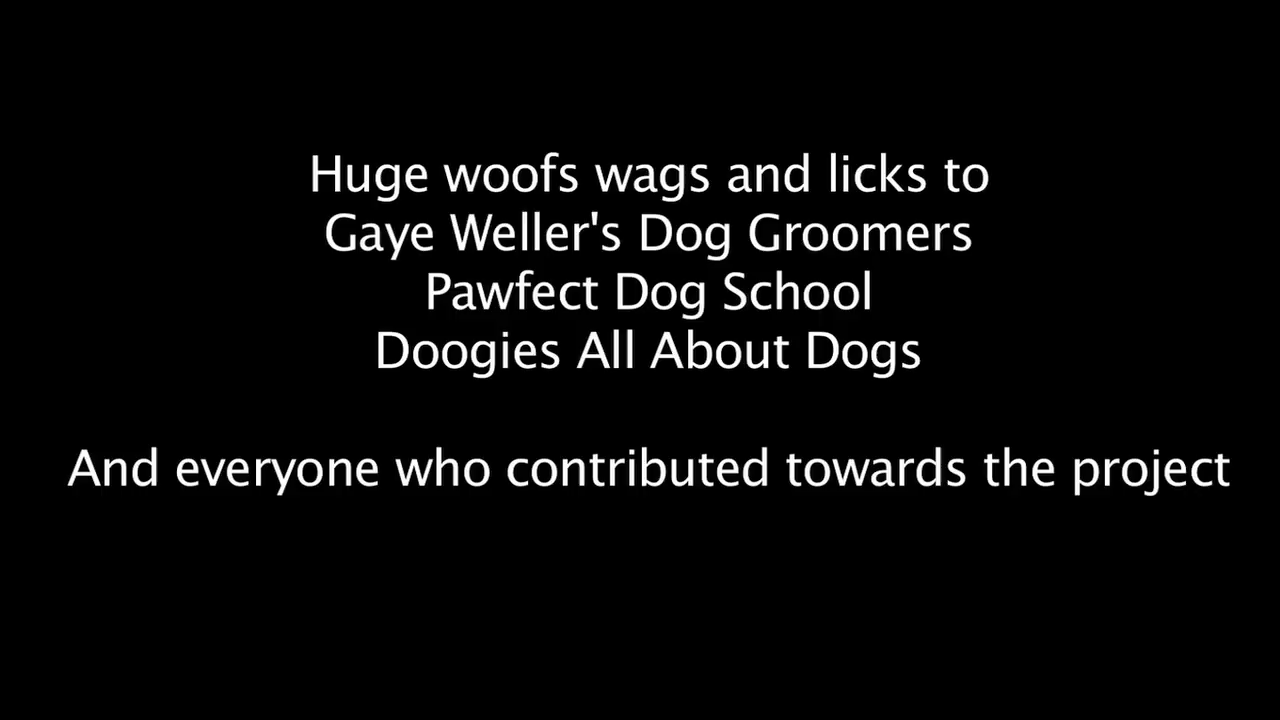 Huge woofs wags and licks to
Gaye Weller's Dog Groomers
Pawfect Dog School
Doogies All About Dogs
And everyone who contributed towards the project